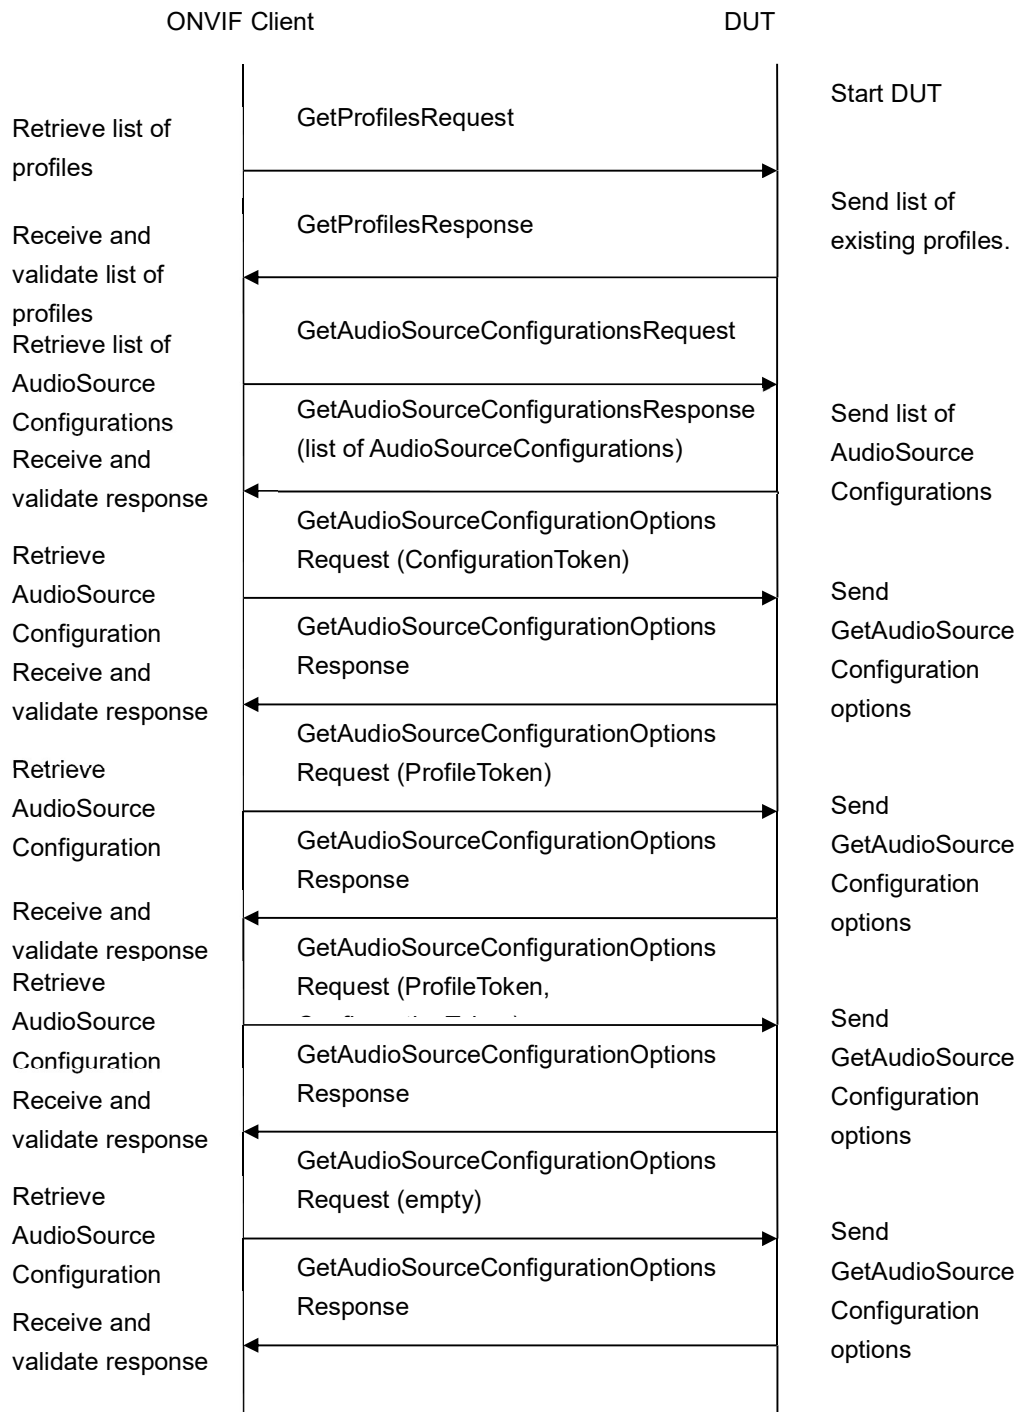 ONVIF Client
DUT
Start DUT
GetProfilesRequest
Retrieve list of
profiles
Send list of
existing profiles.
GetProfilesResponse
Receive and
validate list of
profiles
GetAudioSourceConfigurationsRequest
Retrieve list of
AudioSource
Configurations
GetAudioSourceConfigurationsResponse
(list of AudioSourceConfigurations)
Send list of
AudioSource
Configurations
Receive and
validate response
GetAudioSourceConfigurationOptions
Request (ConfigurationToken)
Retrieve
AudioSource
Configuration
Send
GetAudioSource
Configuration
options
GetAudioSourceConfigurationOptions
Response
Receive and
validate response
GetAudioSourceConfigurationOptions
Request (ProfileToken)
Retrieve
AudioSource
Configuration
Send
GetAudioSource
Configuration
options
GetAudioSourceConfigurationOptions
Response
Receive and
validate response
GetAudioSourceConfigurationOptions
Request (ProfileToken,
Retrieve
AudioSource
Configuration
Send
GetAudioSource
Configuration
options
GetAudioSourceConfigurationOptions
Response
Receive and
validate response
GetAudioSourceConfigurationOptions
Request (empty)
Retrieve
AudioSource
Configuration
Send
GetAudioSource
Configuration
options
GetAudioSourceConfigurationOptions
Response
Receive and
validate response